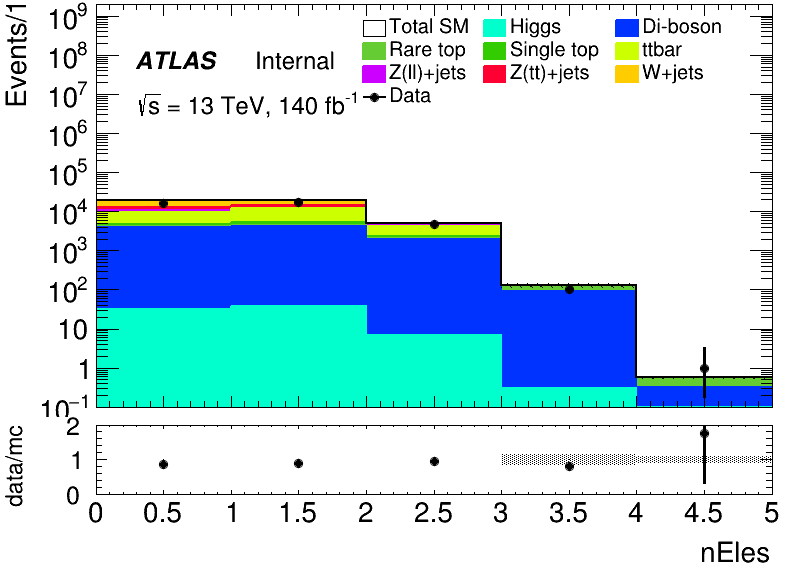 Events/1
10⁹
10⁸
10⁷
10⁶
10⁵
10⁴
10³
10²
10
1
10⁻¹
ATLAS Internal
√s = 13 TeV, 140 fb⁻¹
Total SM Higgs Di-boson
Rare top Single top ttbar
Z(ll)+jets Z(tt)+jets W+jets
Data
data/mc
2
1
0
0 0.5 1 1.5 2 2.5 3 3.5 4 4.5 5
nEles